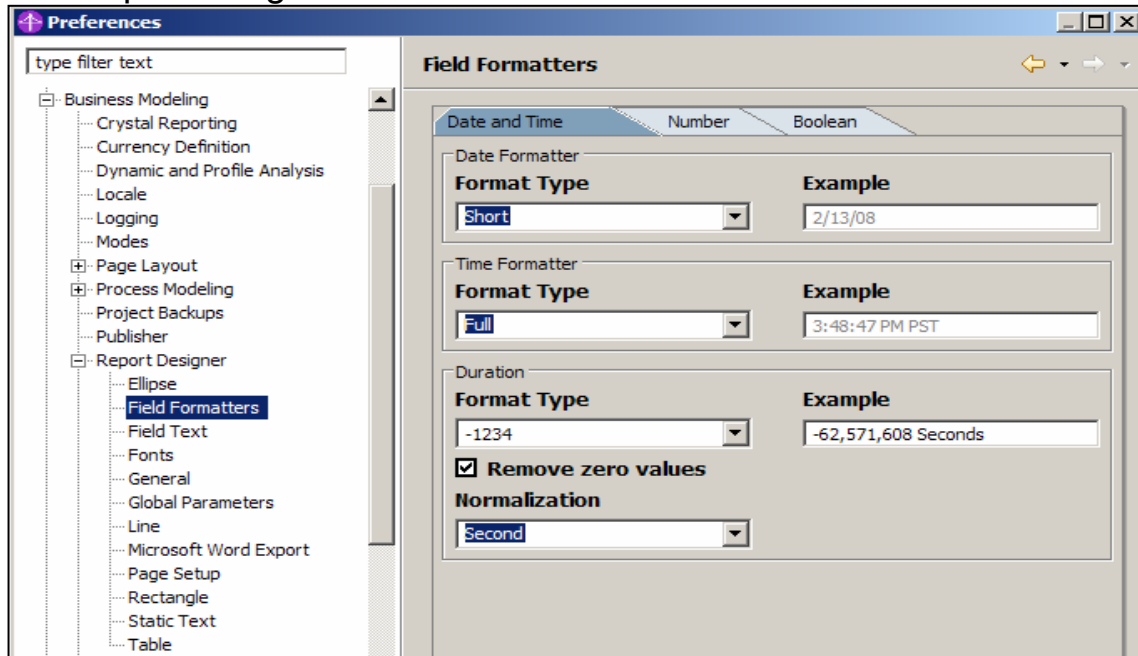 Preferences
type filter text
Business Modeling
Crystal Reporting
Currency Definition
Dynamic and Profile Analysis
Locale
Logging
Modes
Page Layout
Process Modeling
Project Backups
Publisher
Report Designer
Ellipse
Field Formatters
Field Text
Fonts
General
Global Parameters
Line
Microsoft Word Export
Page Setup
Rectangle
Static Text
Table
Field Formatters
Date and Time Number Boolean
Date Formatter
Format Type Example
Short 2/13/08
Time Formatter
Format Type Example
Full 3:48:47 PM PST
Duration
Format Type Example
-1234 -62,571,608 Seconds
Remove zero values
Normalization
Second